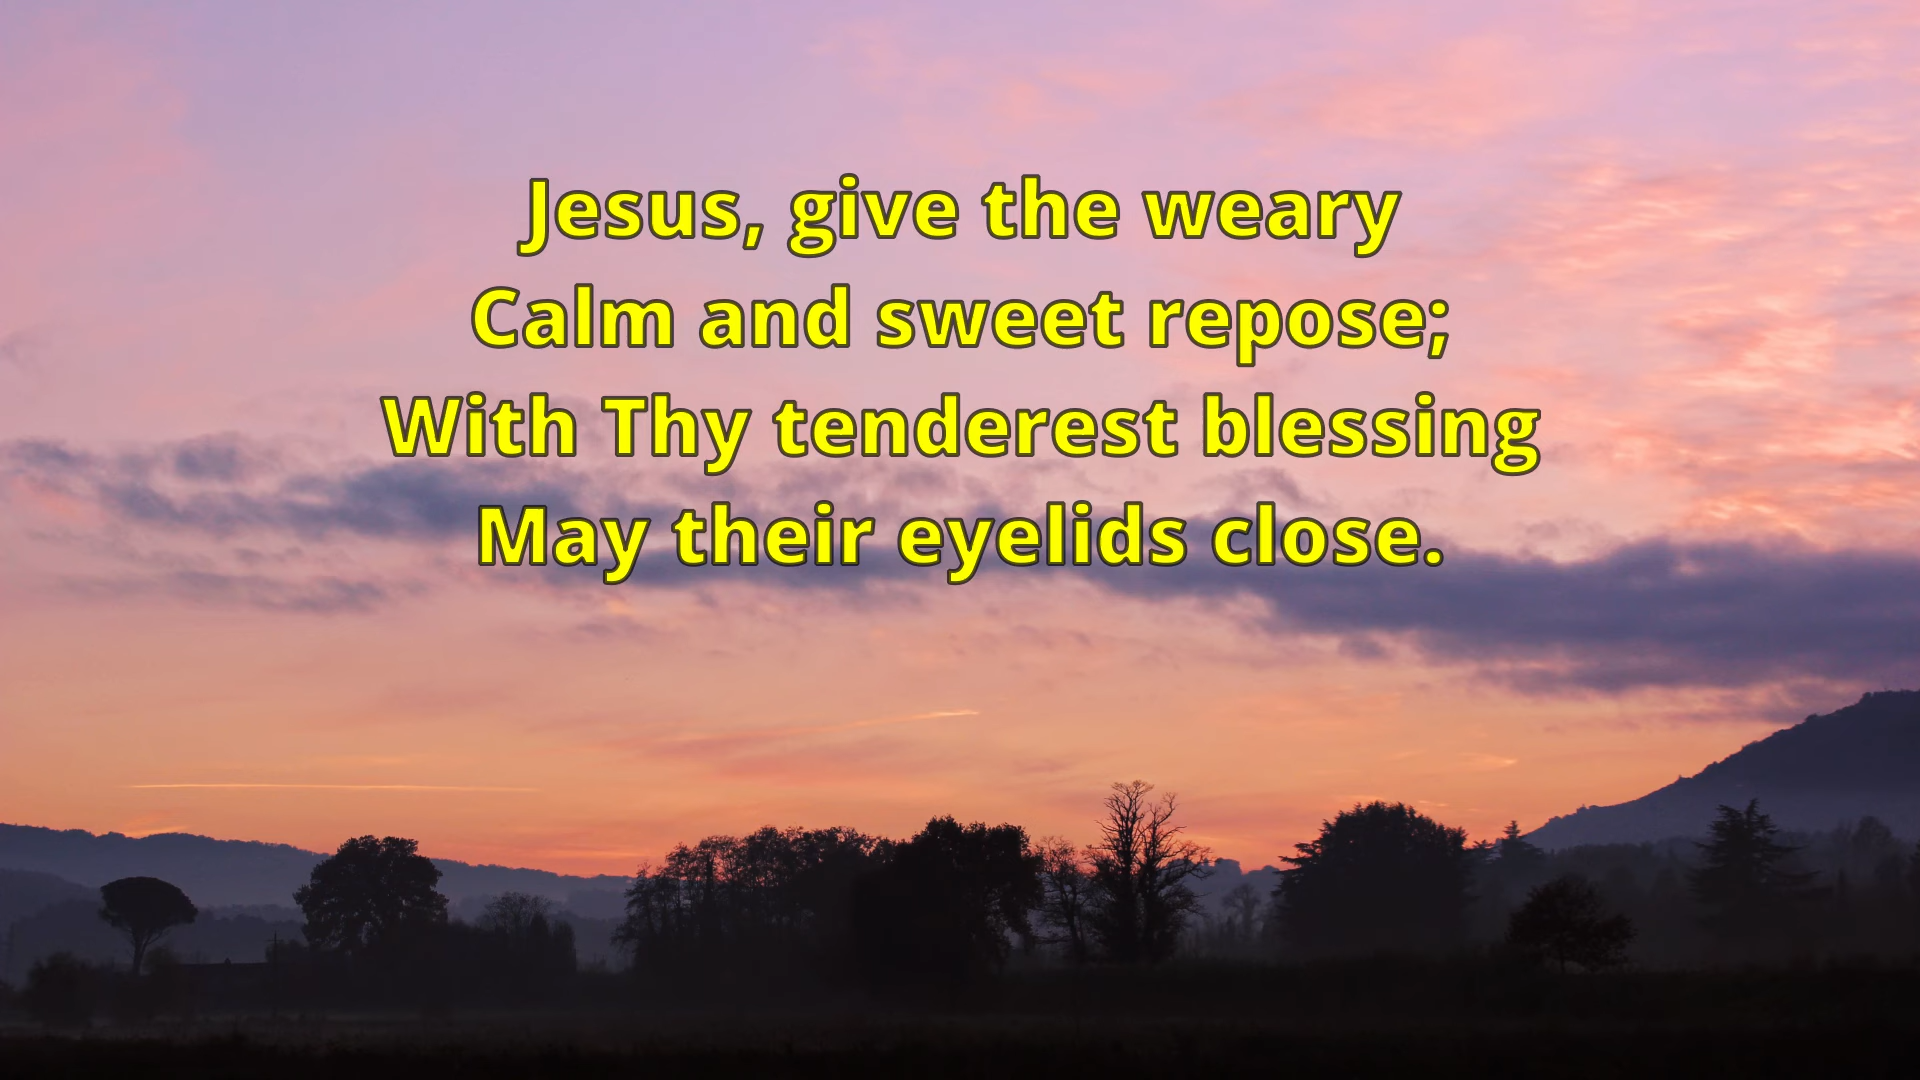 Jesus, give the weary
Calm and sweet repose;
With Thy tenderest blessing
May their eyelids close.